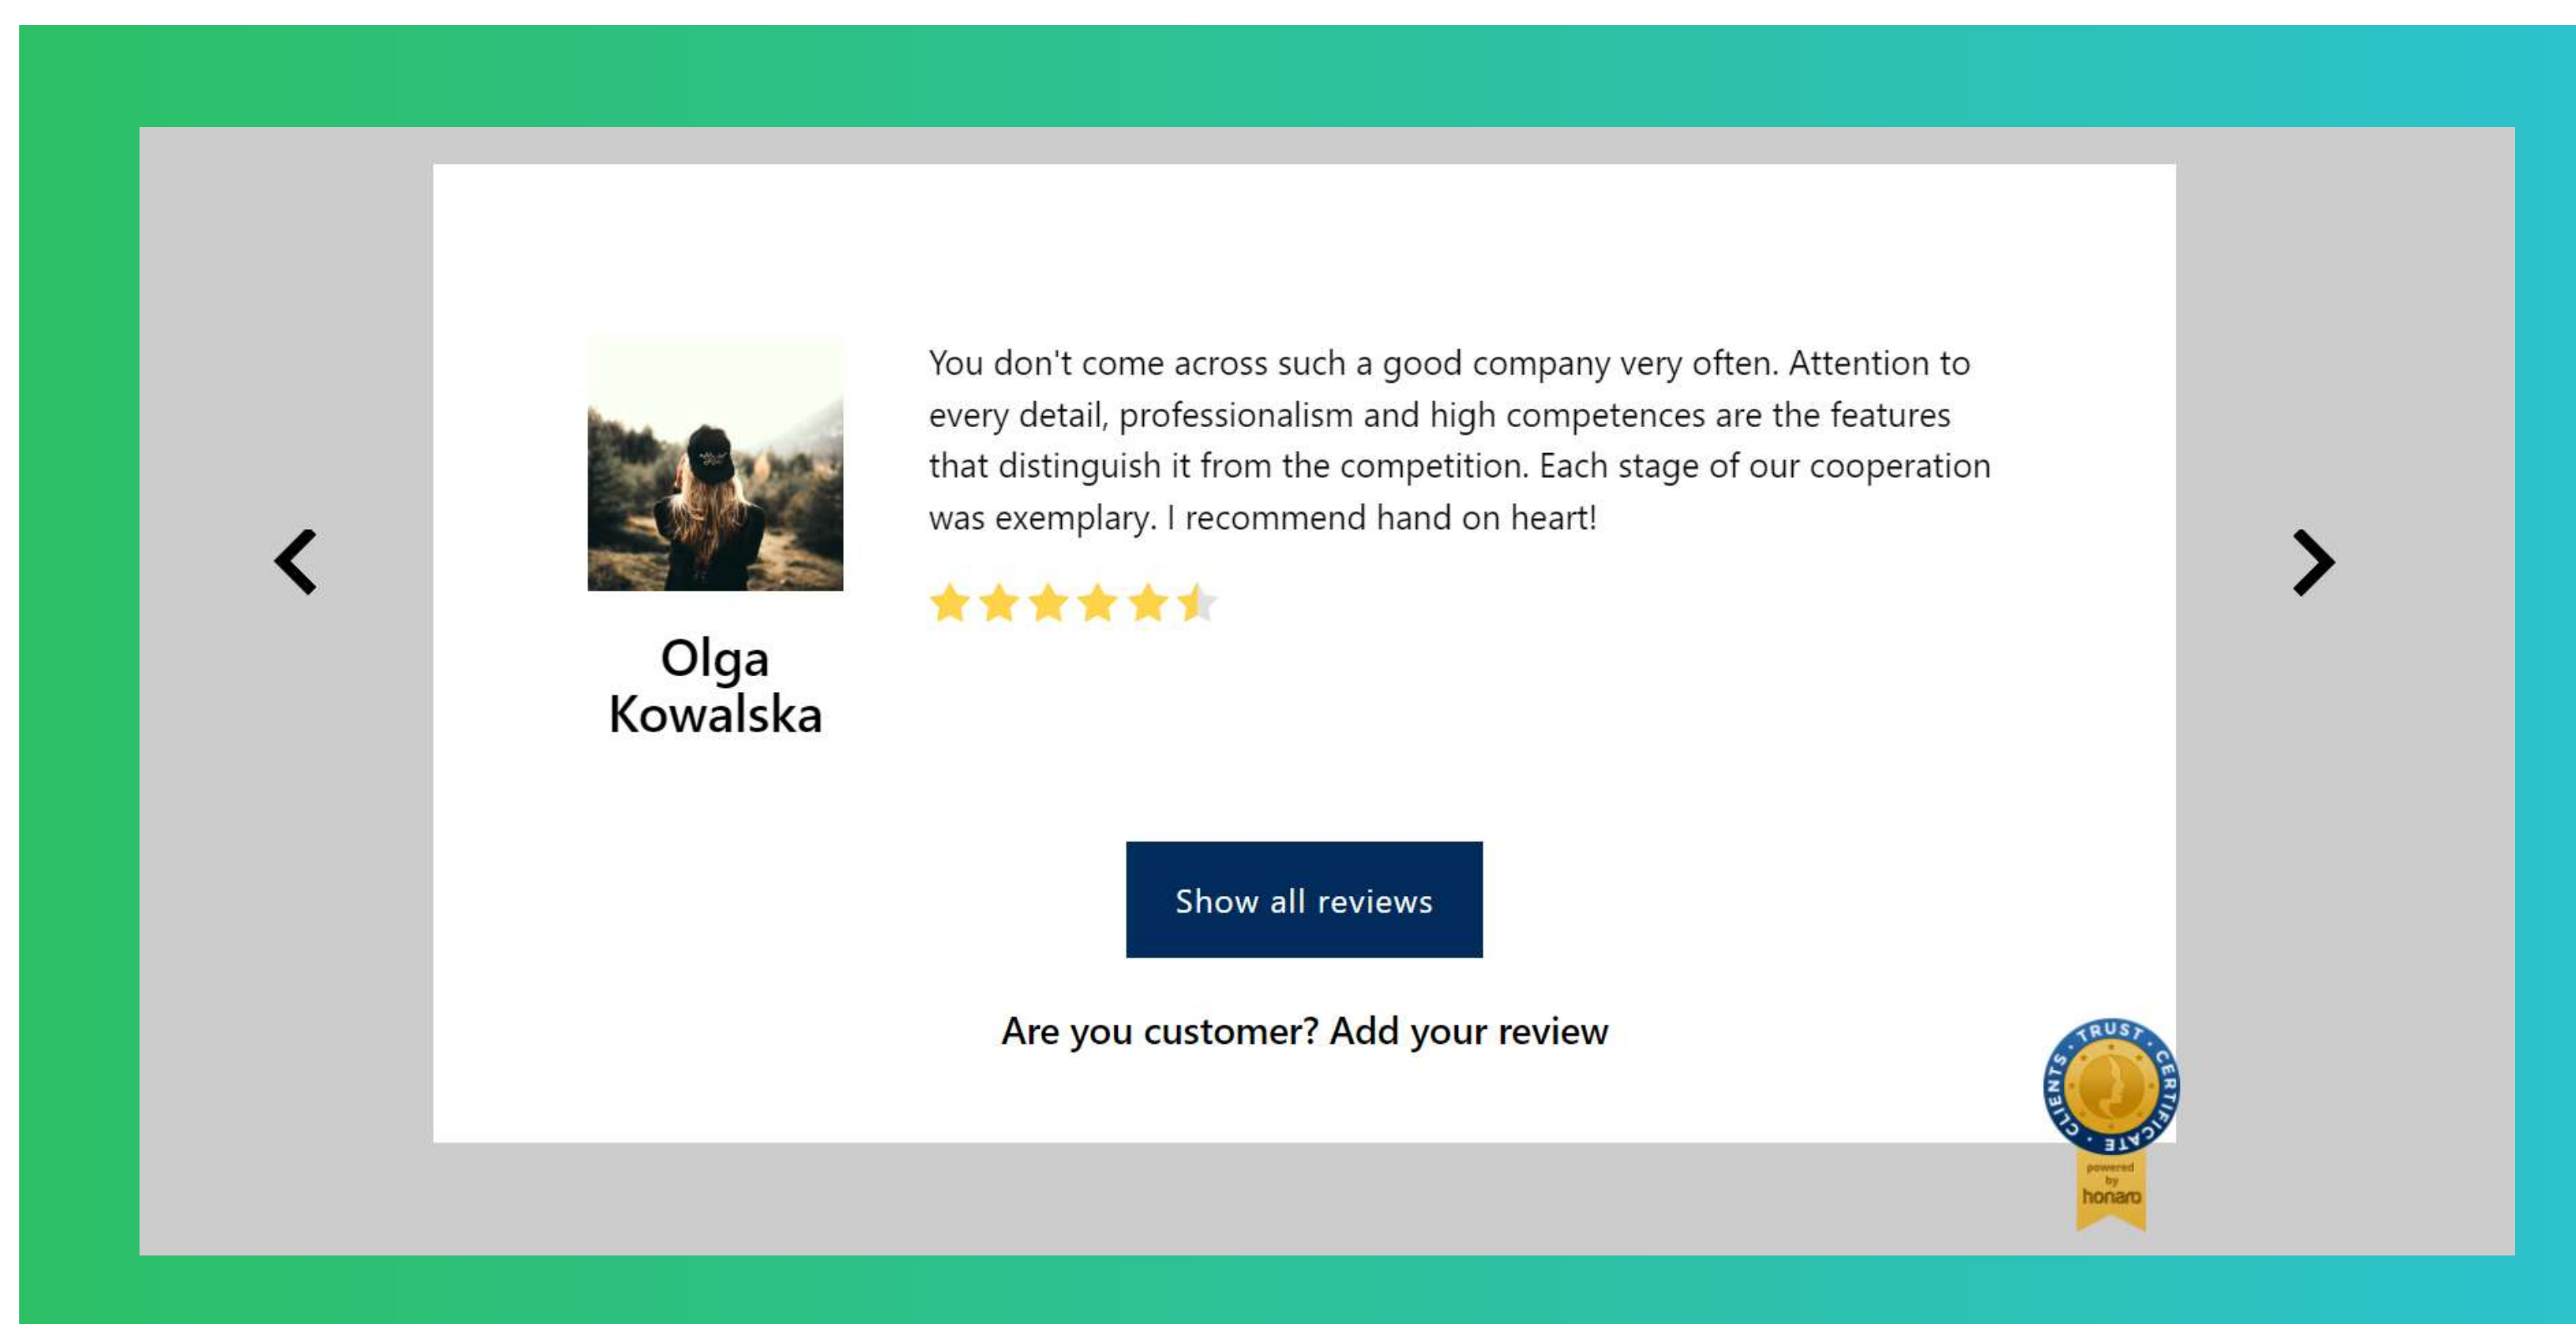 You don't come across such a good company very often. Attention to
every detail, professionalism and high competences are the features
that distinguish it from the competition. Each stage of our cooperation
was exemplary. I recommend hand on heart!
Olga
Kowalska
Show all reviews
Are you customer? Add your review
CLIENTS · TRUST · CERTIFICATE ·
powered
by
honaro